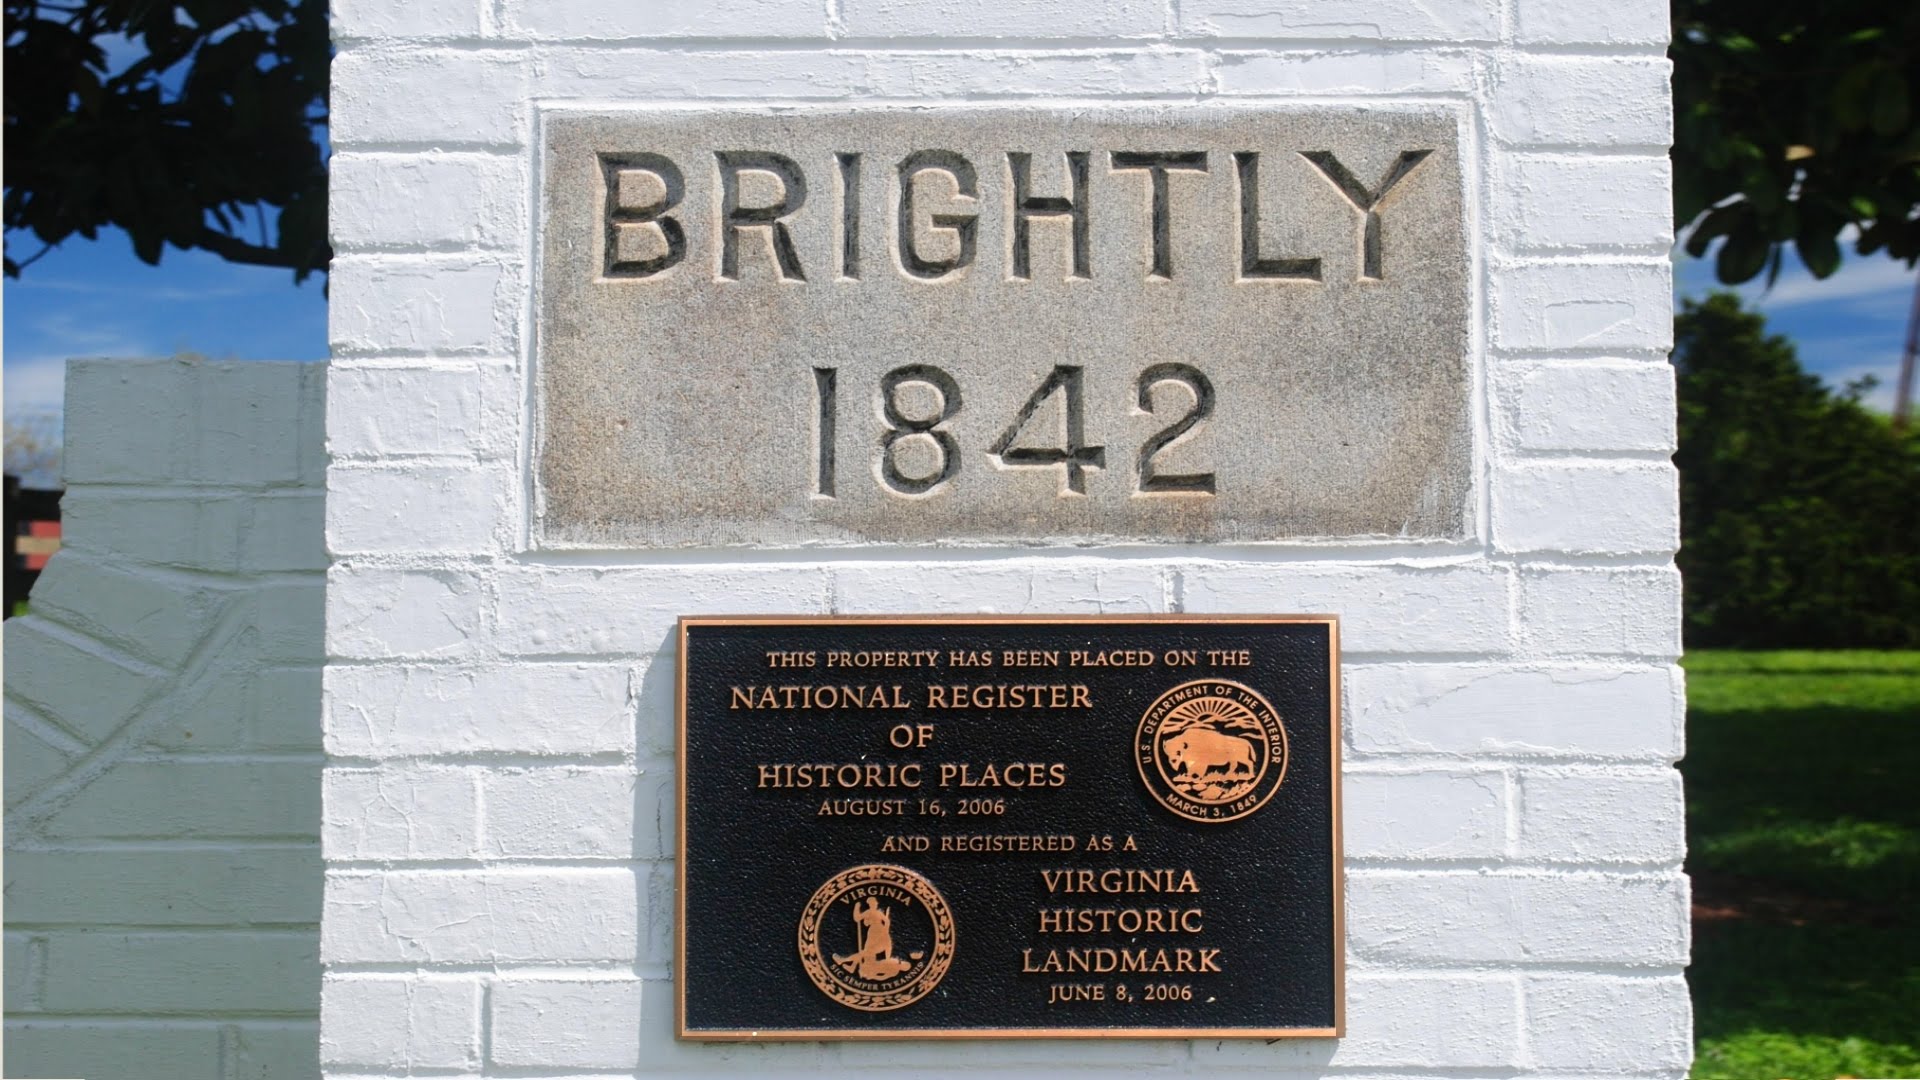 BRIGHTLY
1842
THIS PROPERTY HAS BEEN PLACED ON THE
NATIONAL REGISTER
OF
HISTORIC PLACES
AUGUST 16, 2006
U.S. DEPARTMENT OF THE INTERIOR
MARCH 3, 1849
AND REGISTERED AS A
VIRGINIA
SIC SEMPER TYRANNIS
VIRGINIA
HISTORIC
LANDMARK
JUNE 8, 2006